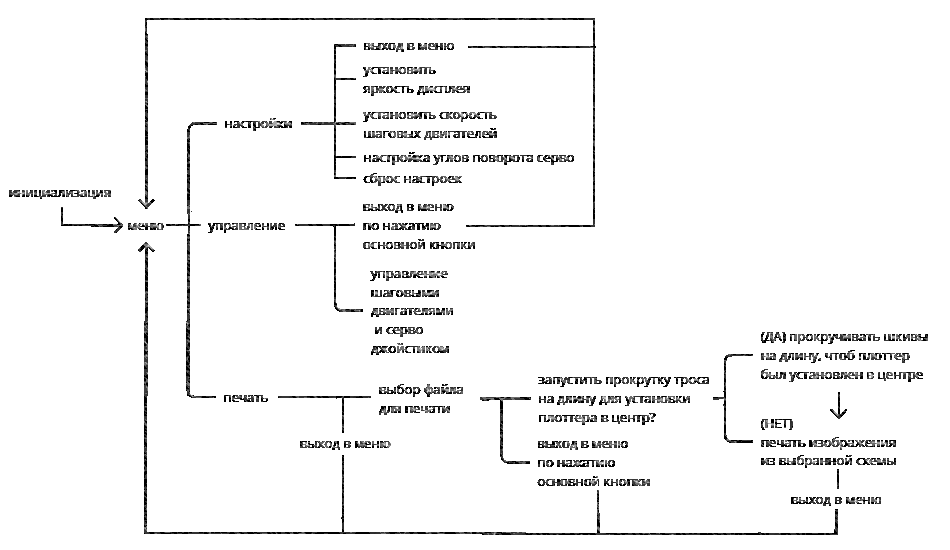 выход в меню
установить
яркость дисплея
настройки
установить скорость
шаговых двигателей
настройка углов поворота серво
сброс настроек
инициализация
меню
управление
выход в меню
по нажатию
основной кнопки
управление
шаговыми
двигателями
и серво
джойстиком
печать
выбор файла
для печати
выход в меню
запустить прокрутку троса
на длину для установки
плоттера в центр?
выход в меню
по нажатию
основной кнопки
(ДА) прокручивать шкивы
на длину, чтоб плоттер
был установлен в центре
(НЕТ)
печать изображения
из выбранной схемы
выход в меню